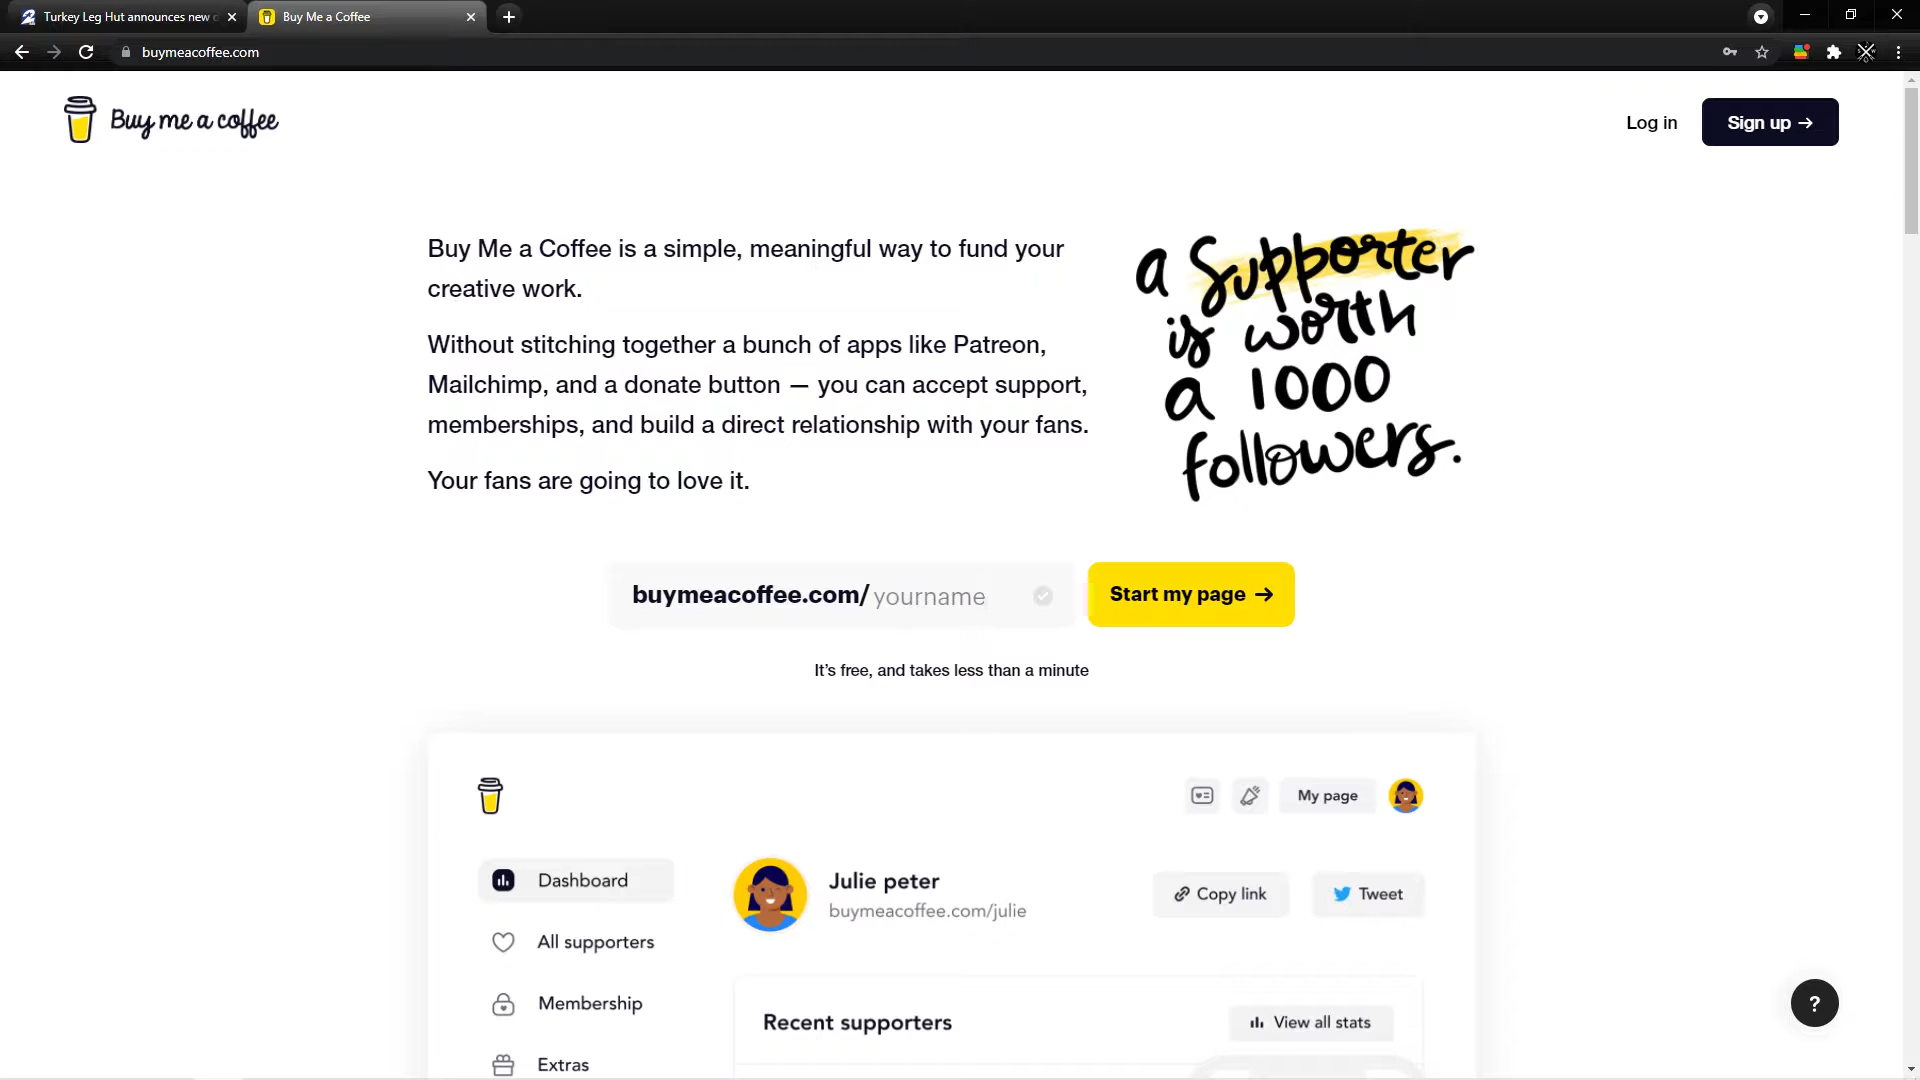 Turkey Leg Hut announces new
Buy Me a Coffee
buymeacoffee.com
Buy me a coffee
Log in
Sign up →
Buy Me a Coffee is a simple, meaningful way to fund your
creative work.
Without stitching together a bunch of apps like Patreon,
Mailchimp, and a donate button — you can accept support,
memberships, and build a direct relationship with your fans.
Your fans are going to love it.
a Supporter
is worth
a 1000
followers.
buymeacoffee.com/ yourname
Start my page →
It's free, and takes less than a minute
My page
Dashboard
All supporters
Membership
Extras
Julie peter
buymeacoffee.com/julie
Copy link
Tweet
Recent supporters
View all stats
?